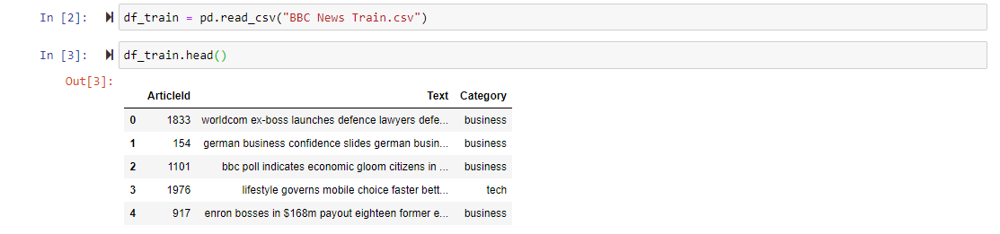 In [2]: df_train = pd.read_csv("BBC News Train.csv")
In [3]: df_train.head()
Out[3]:
ArticleId Text Category
0 1833 worldcom ex-boss launches defence lawyers defe... business
1 154 german business confidence slides german busin... business
2 1101 bbc poll indicates economic gloom citizens in ... business
3 1976 lifestyle governs mobile choice faster bett... tech
4 917 enron bosses in $168m payout eighteen former e... business